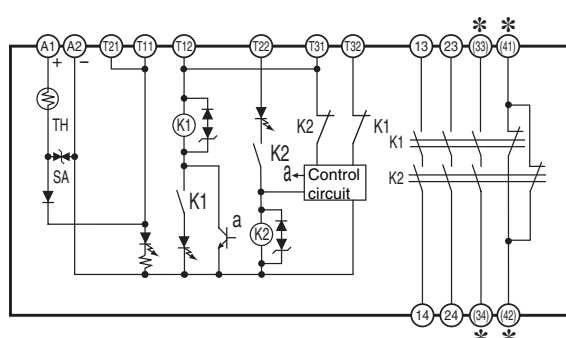 * *
A1 A2 T21 T11 T12 T22 T31 T32 13 23 (33) (41)
+ −
TH
K1
K2 K1
K1
K2
a
Control
circuit
SA
K2
K1
a
K2
14 24 (34) (42)
* *